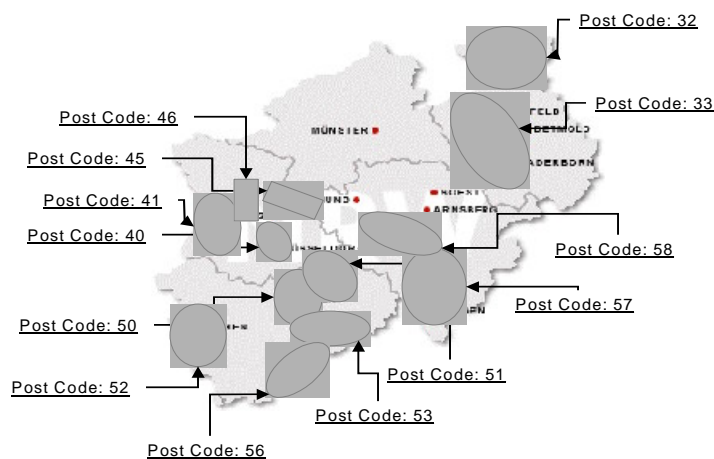 Post Code: 32
Post Code: 33
Post Code: 46
MÜNSTER
Post Code: 45
Post Code: 41
ARNSBERG
Post Code: 40
Post Code: 58
Post Code: 57
Post Code: 50
Post Code: 51
Post Code: 52
Post Code: 53
Post Code: 56